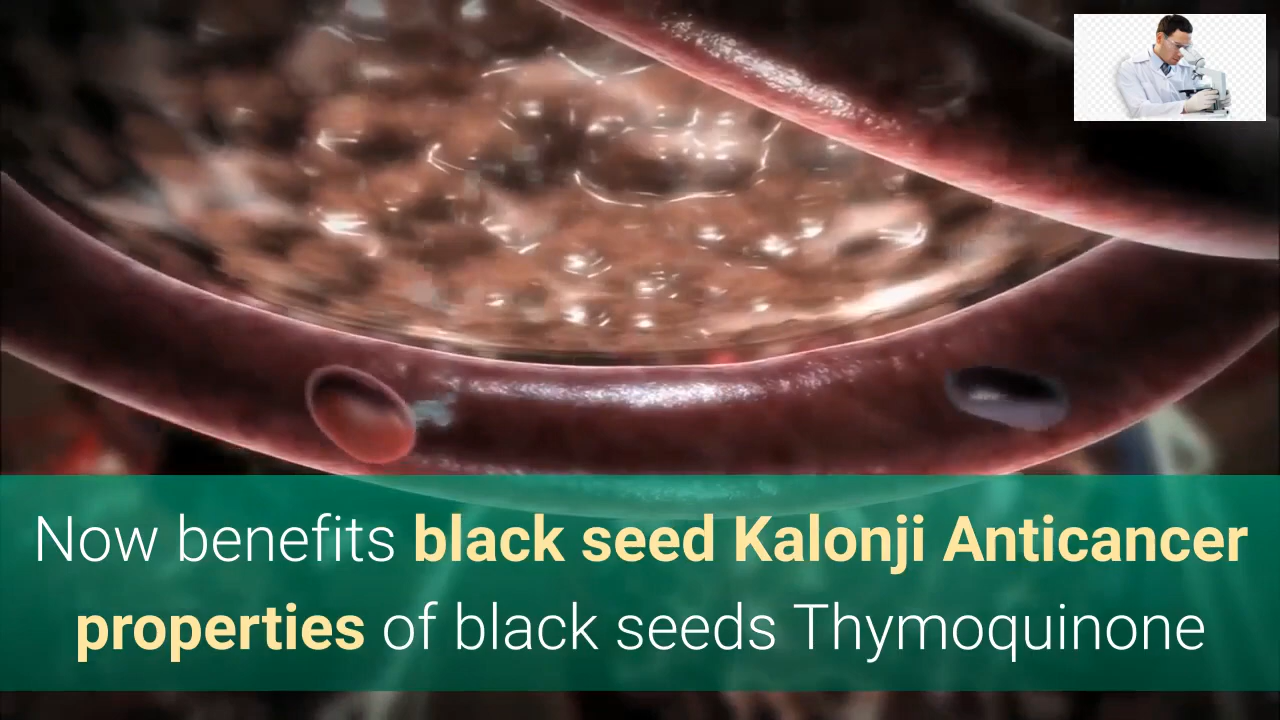 Now benefits black seed Kalonji Anticancer
properties of black seeds Thymoquinone